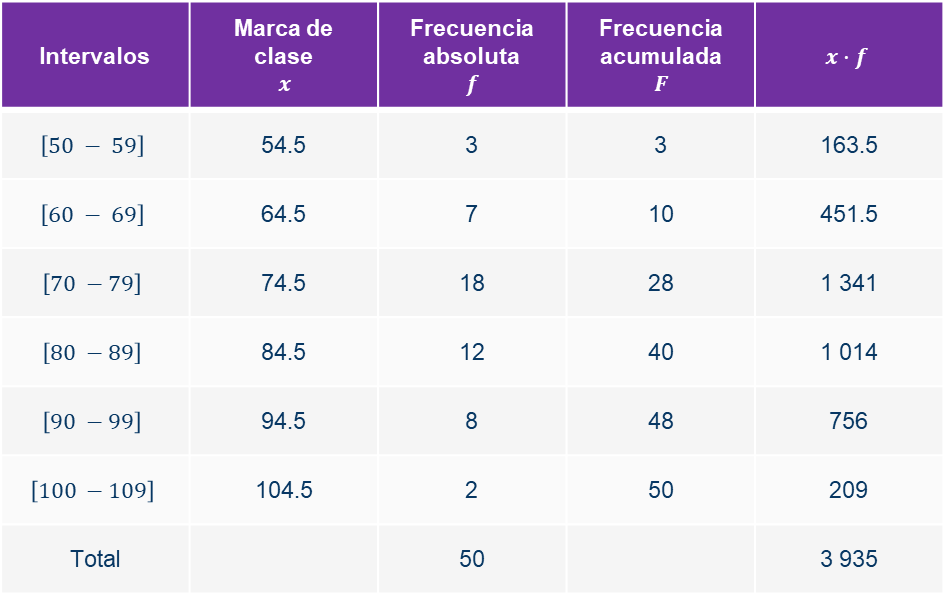 Intervalos Marca de clase x Frecuencia absoluta f Frecuencia acumulada F x · f
[50 − 59] 54.5 3 3 163.5
[60 − 69] 64.5 7 10 451.5
[70 − 79] 74.5 18 28 1 341
[80 − 89] 84.5 12 40 1 014
[90 − 99] 94.5 8 48 756
[100 − 109] 104.5 2 50 209
Total 50 3 935